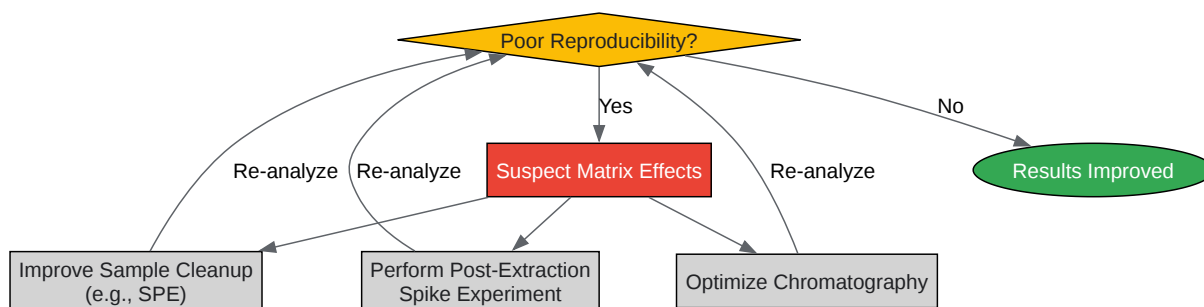 Poor Reproducibility?
Yes
No
Re-analyze
Re-analyze
Suspect Matrix Effects
Re-analyze
Results Improved
Improve Sample Cleanup
(e.g., SPE)
Perform Post-Extraction
Spike Experiment
Optimize Chromatography